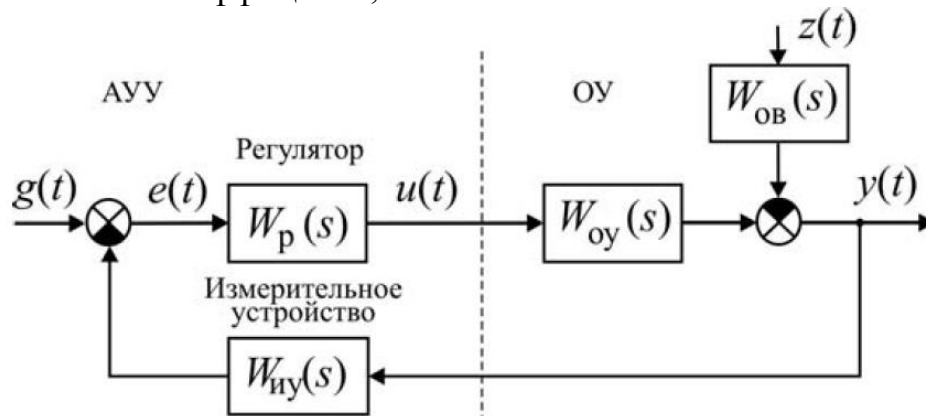 z(t)
АУУ
ОУ
W_ов(s)
Регулятор
g(t)
e(t)
W_р(s)
u(t)
W_оу(s)
y(t)
Измерительное
устройство
W_иу(s)